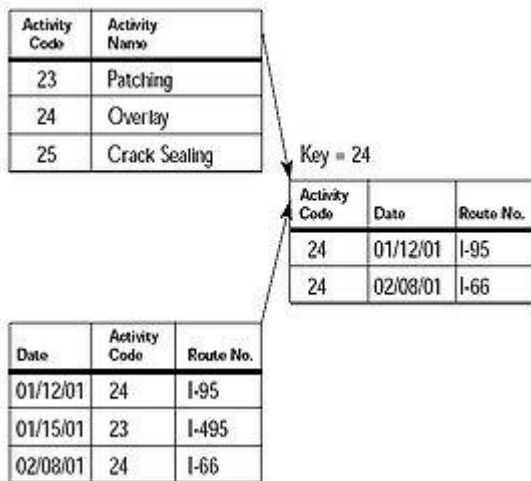 Activity Code Activity Name
23 Patching
24 Overlay
25 Crack Sealing
Key = 24
Activity Code Date Route No.
24 01/12/01 I-95
24 02/08/01 I-66
Date Activity Code Route No.
01/12/01 24 I-95
01/15/01 23 I-495
02/08/01 24 I-66